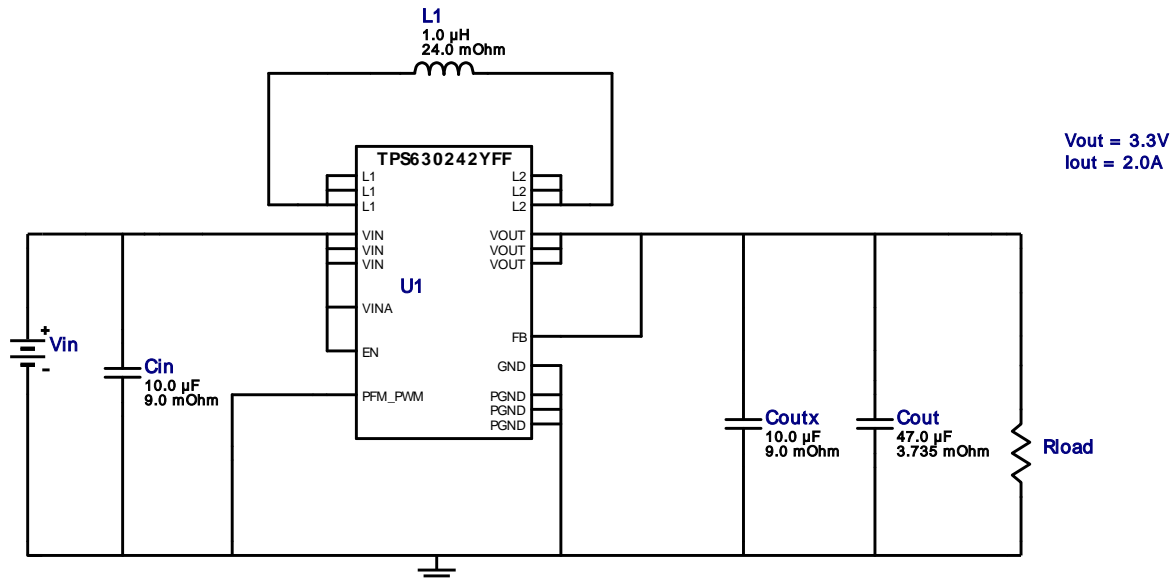 L1
1.0 µH
24.0 mOhm
Vout = 3.3V
Iout = 2.0A
TPS630242YFF
L1 L2
L1 L2
L1 L2
VIN VOUT
VIN VOUT
VIN VOUT
U1
VINA
FB
EN
GND
PFM_PWM PGND
PGND
PGND
+
Vin
-
Cin
10.0 µF
9.0 mOhm
Coutx
10.0 µF
9.0 mOhm
Cout
47.0 µF
3.735 mOhm
Rload